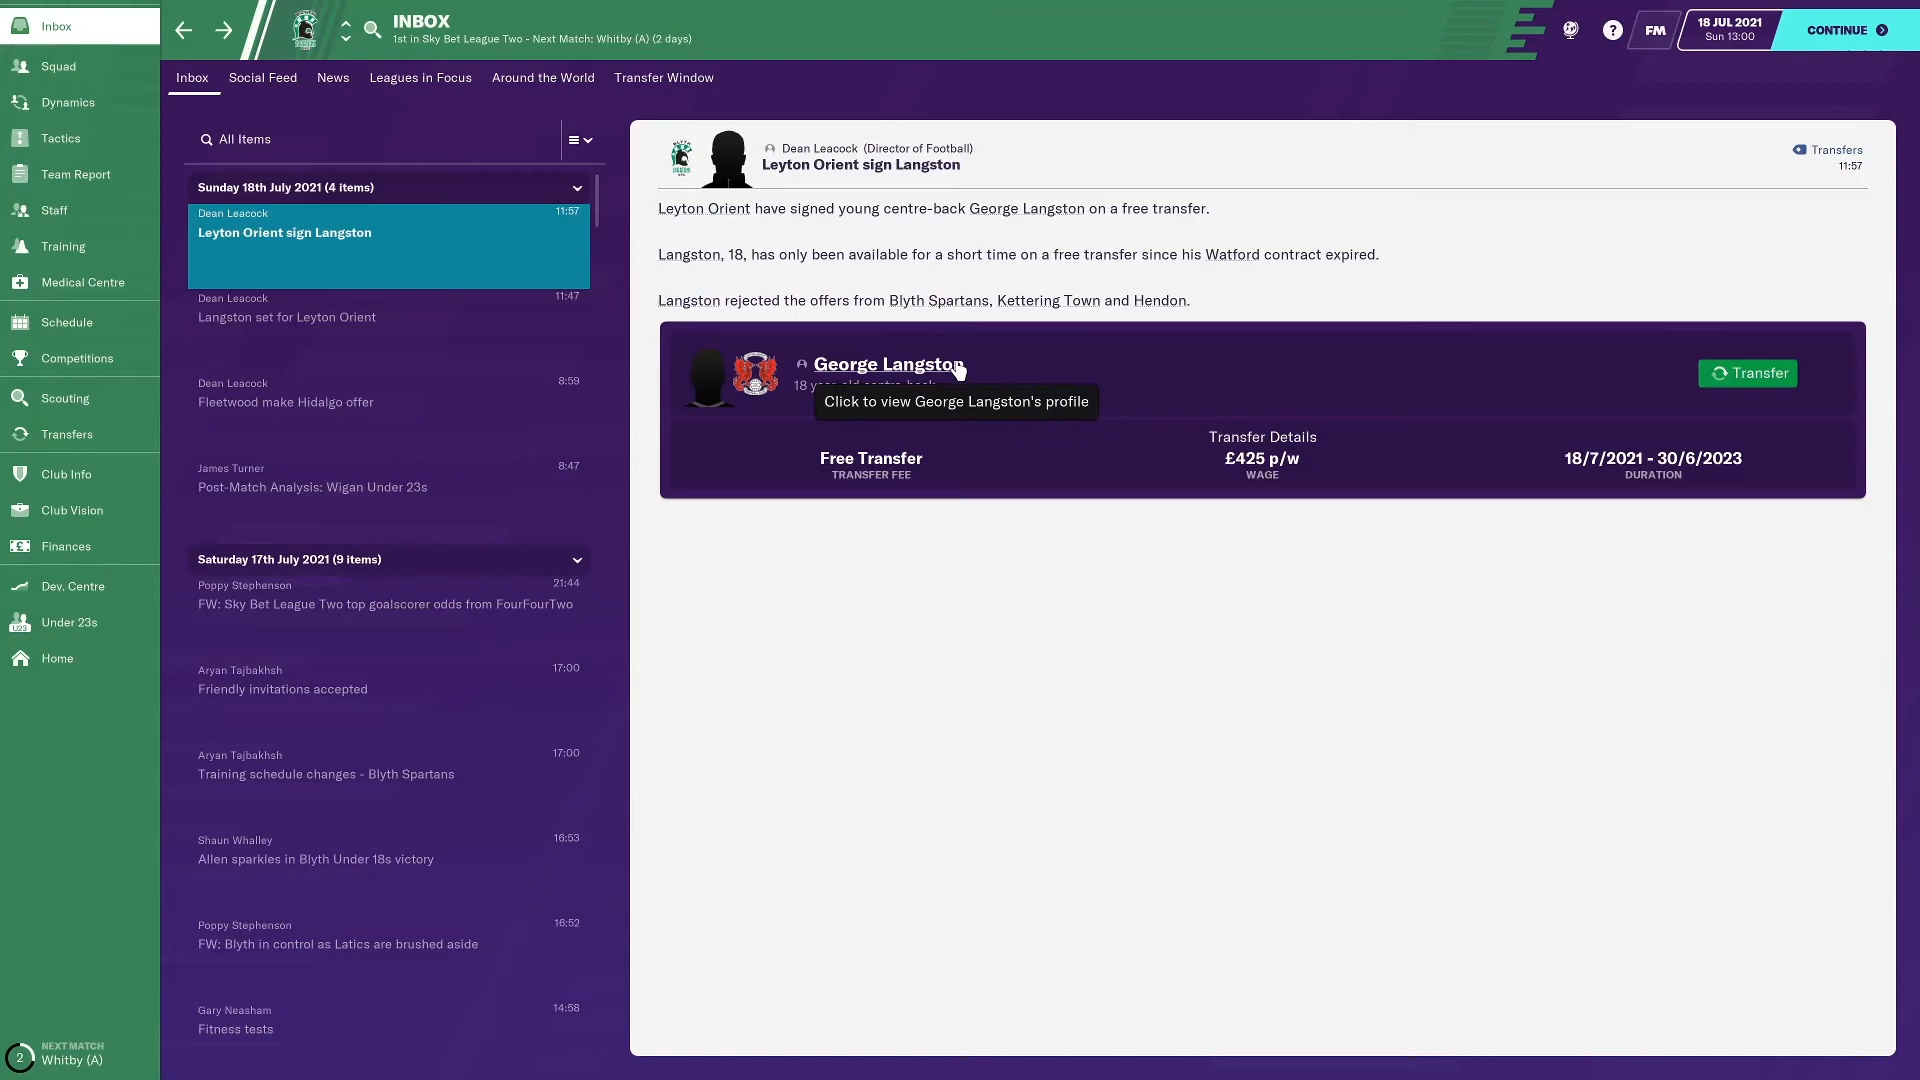 Inbox
Squad
Dynamics
Tactics
Team Report
Staff
Training
Medical Centre
Schedule
Competitions
Scouting
Transfers
Club Info
Club Vision
Finances
Dev. Centre
U23
Under 23s
Home
2
NEXT MATCH
Whitby (A)
INBOX
1st in Sky Bet League Two - Next Match: Whitby (A) (2 days)
?
FM
18 JUL 2021
Sun 13:00
CONTINUE
Inbox
Social Feed
News
Leagues in Focus
Around the World
Transfer Window
All Items
Sunday 18th July 2021 (4 items)
Dean Leacock 11:57
Leyton Orient sign Langston
Dean Leacock 11:47
Langston set for Leyton Orient
Dean Leacock 8:59
Fleetwood make Hidalgo offer
James Turner 8:47
Post-Match Analysis: Wigan Under 23s
Saturday 17th July 2021 (9 items)
Poppy Stephenson 21:44
FW: Sky Bet League Two top goalscorer odds from FourFourTwo
Aryan Tajbakhsh 17:00
Friendly invitations accepted
Aryan Tajbakhsh 17:00
Training schedule changes - Blyth Spartans
Shaun Whalley 16:53
Allen sparkles in Blyth Under 18s victory
Poppy Stephenson 16:52
FW: Blyth in control as Latics are brushed aside
Gary Neasham 14:58
Fitness tests
Dean Leacock (Director of Football)
Leyton Orient sign Langston
Transfers
11:57
Leyton Orient have signed young centre-back George Langston on a free transfer.
Langston, 18, has only been available for a short time on a free transfer since his Watford contract expired.
Langston rejected the offers from Blyth Spartans, Kettering Town and Hendon.
George Langston
18 year old centre-back
Click to view George Langston's profile
Transfer
Transfer Details
Free Transfer
TRANSFER FEE
£425 p/w
WAGE
18/7/2021 - 30/6/2023
DURATION